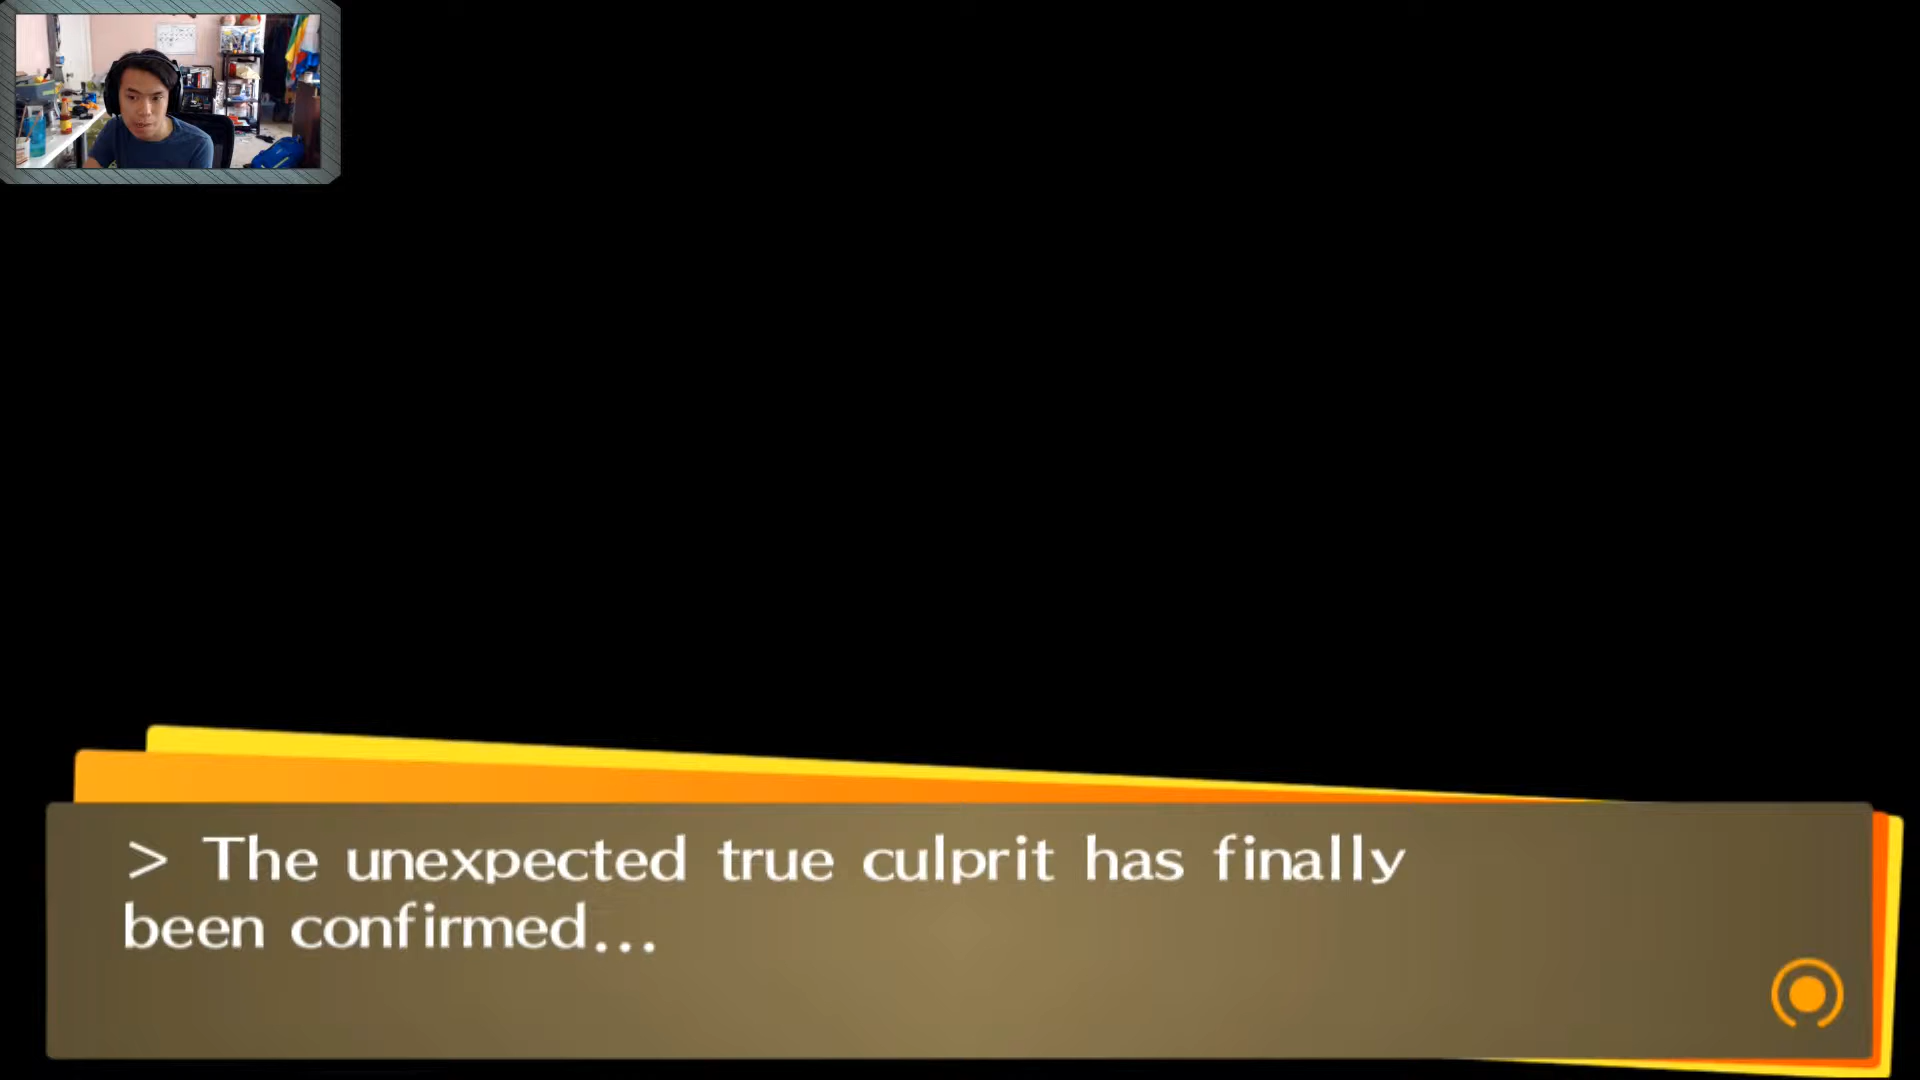 > The unexpected true culprit has finally
been confirmed...